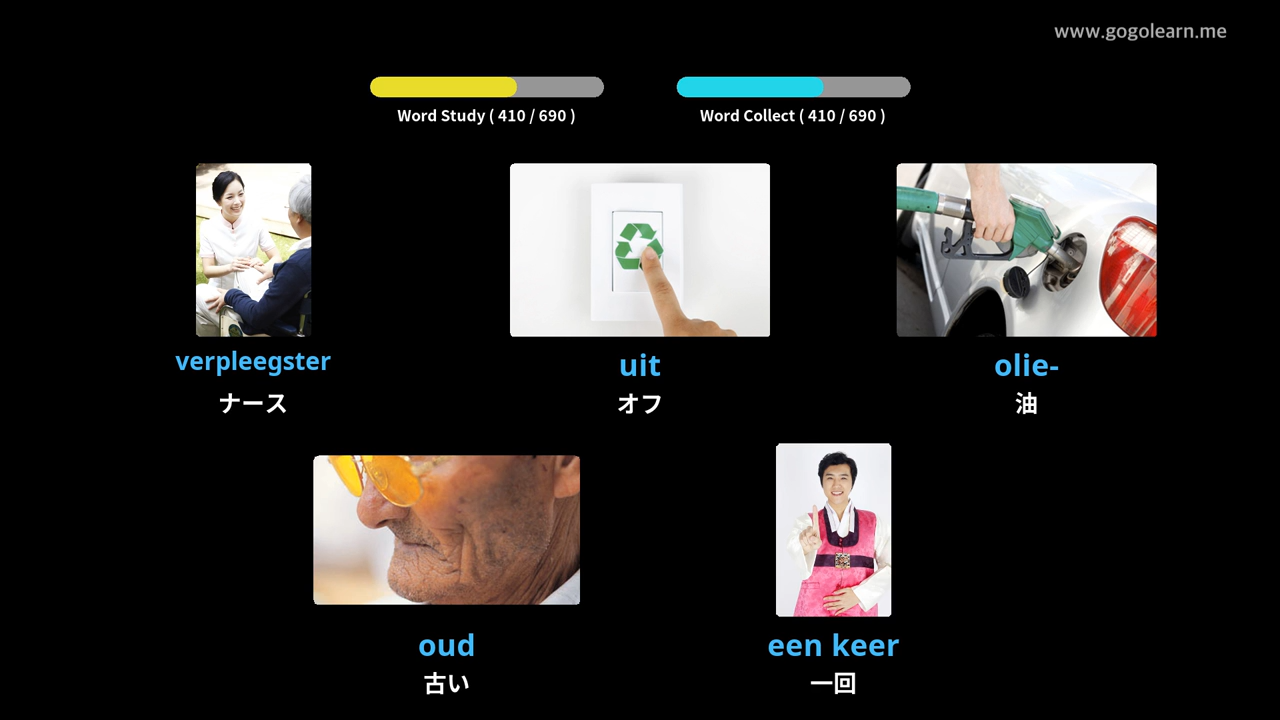 www.gogolearn.me
Word Study ( 410 / 690 )
Word Collect ( 410 / 690 )
verpleegster
ナース
uit
オフ
olie-
油
oud
古い
een keer
一回